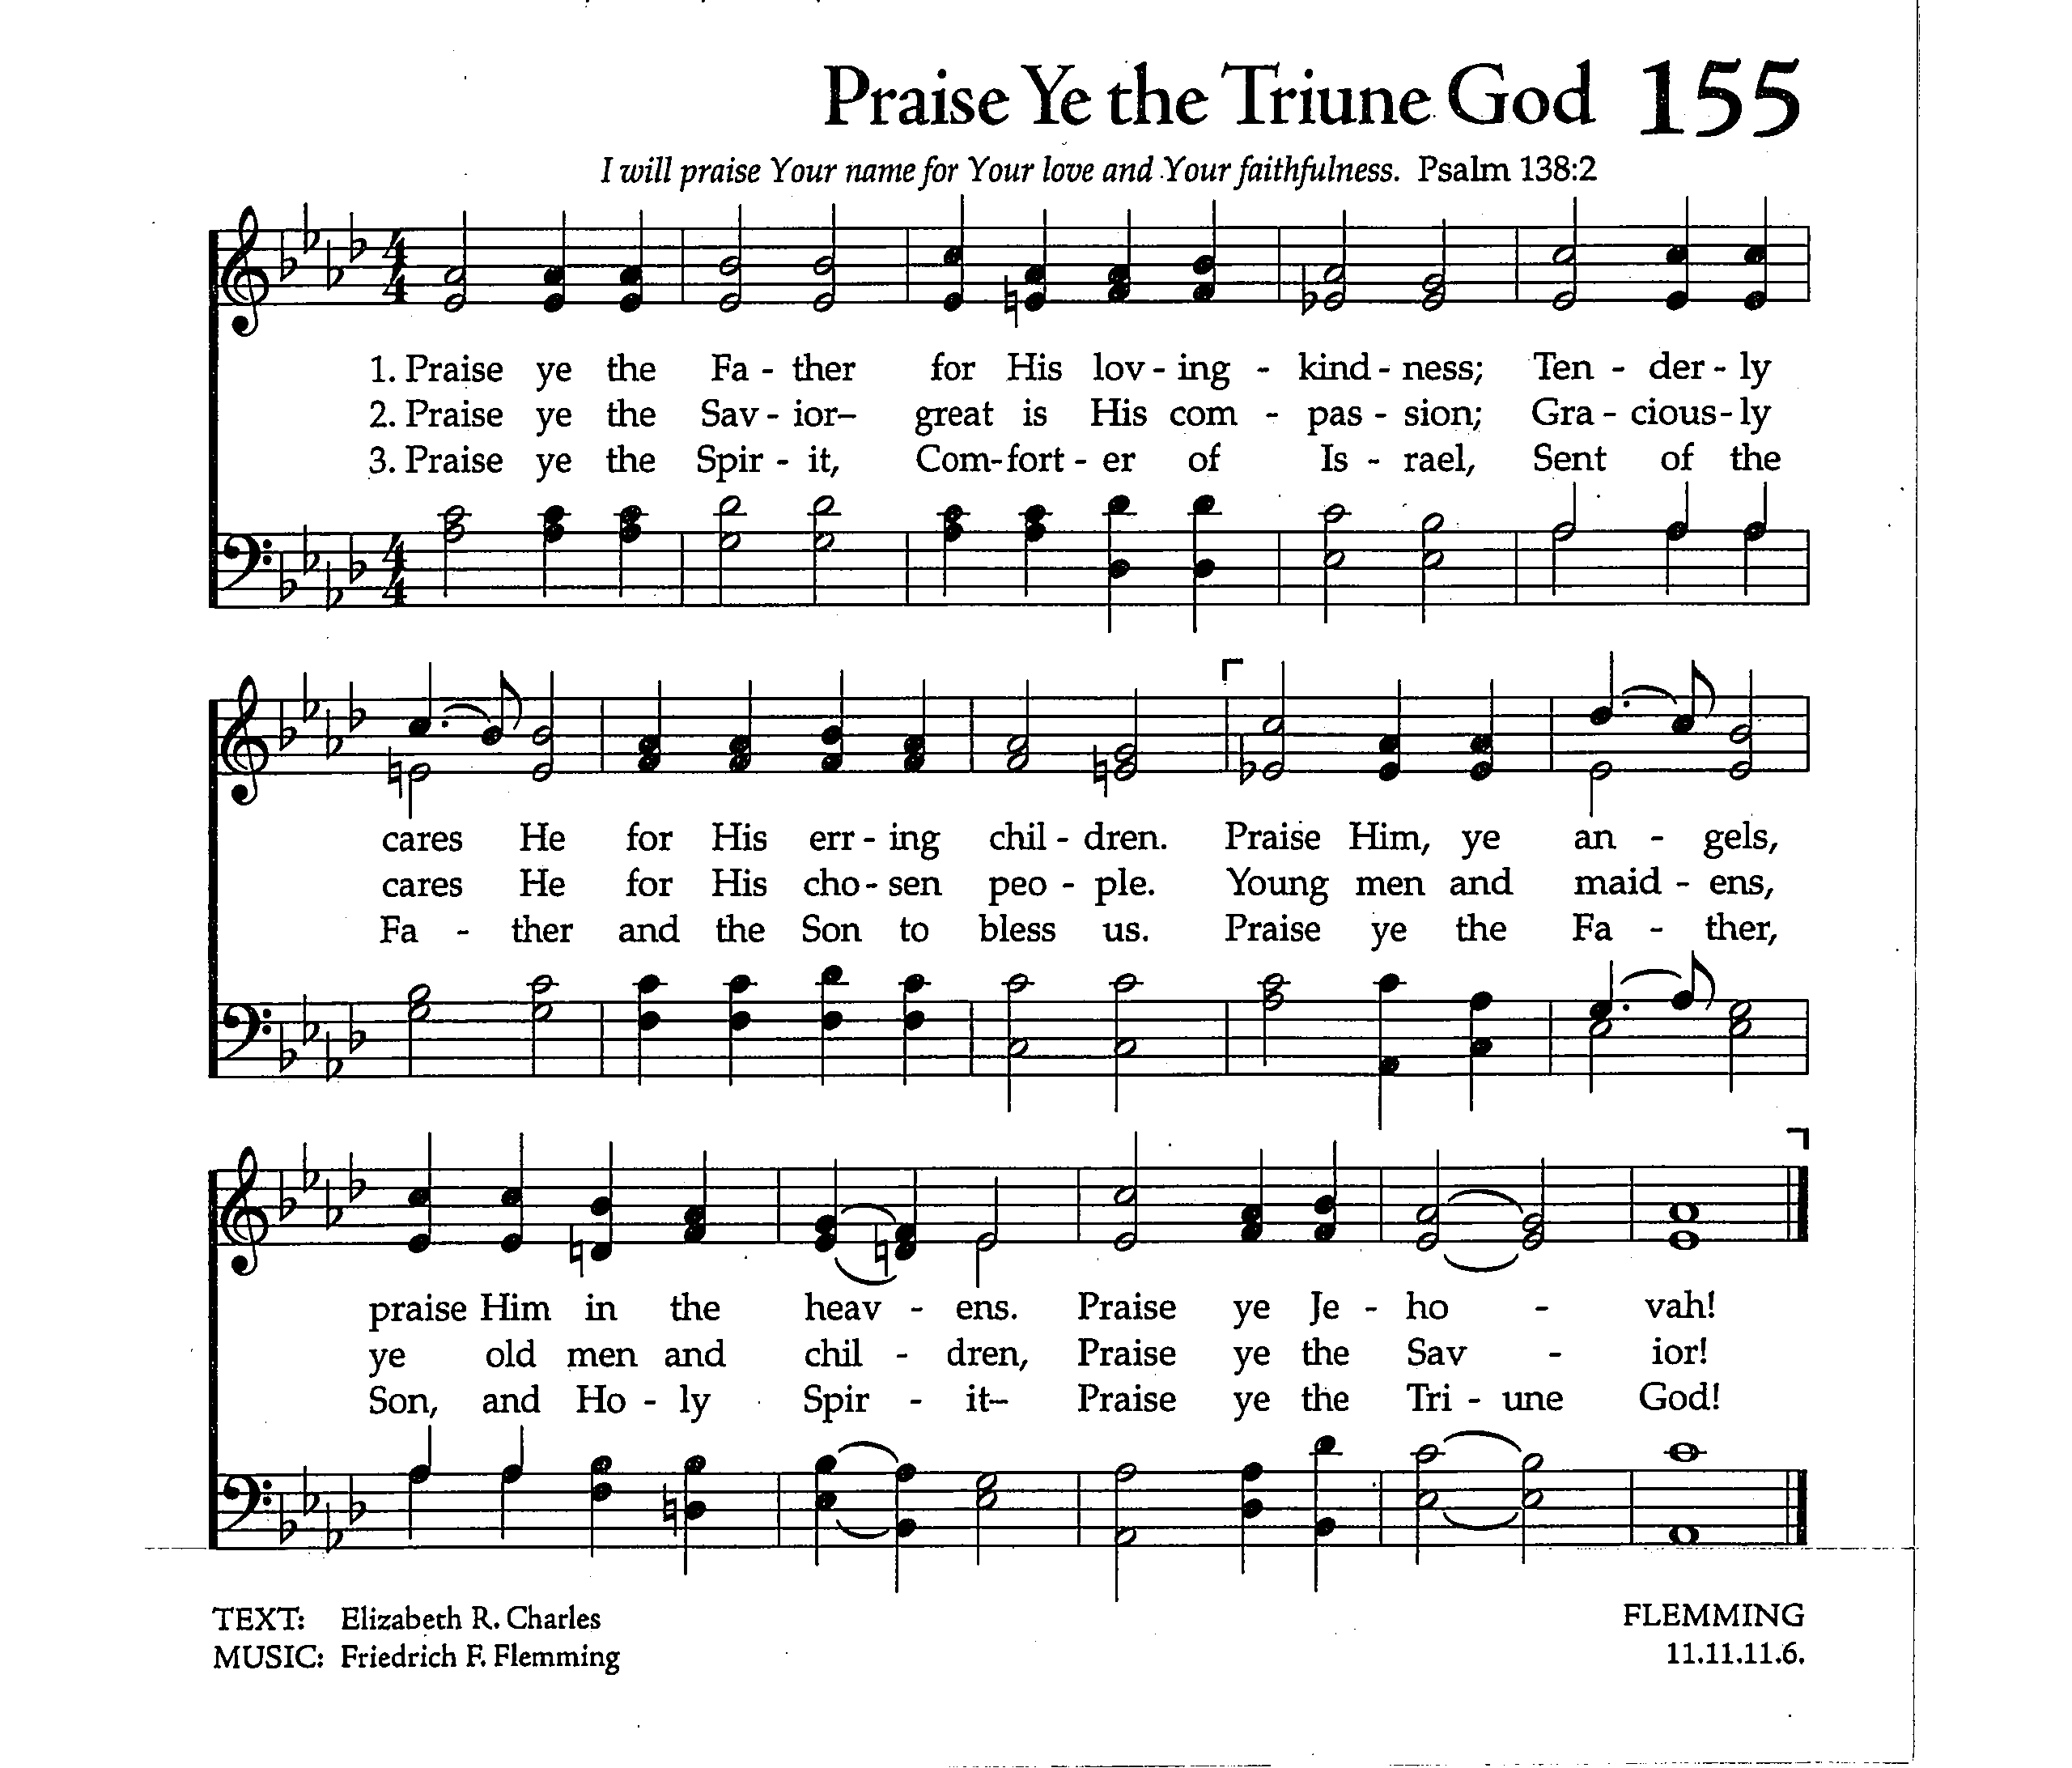 Praise Ye the Triune God 155
I will praise Your name for Your love and Your faithfulness. Psalm 138:2
1. Praise ye the Fa - ther for His lov - ing - kind - ness; Ten - der - ly
2. Praise ye the Sav - ior– great is His com - pas - sion; Gra - cious - ly
3. Praise ye the Spir - it, Com - fort - er of Is - rael, Sent of the
cares He for His err - ing chil - dren. Praise Him, ye an - gels,
cares He for His cho - sen peo - ple. Young men and maid - ens,
Fa - ther and the Son to bless us. Praise ye the Fa - ther,
praise Him in the heav - ens. Praise ye Je - ho - vah!
ye old men and chil - dren, Praise ye the Sav - ior!
Son, and Ho - ly Spir - it– Praise ye the Tri - une God!
TEXT: Elizabeth R. Charles FLEMMING
MUSIC: Friedrich F. Flemming 11.11.11.6.